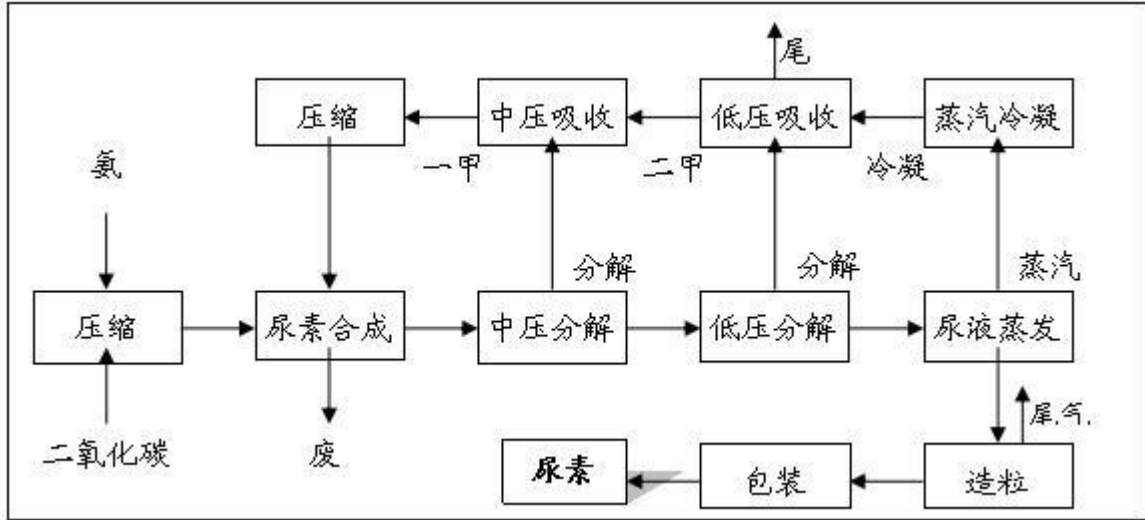 尾
压缩
中压吸收
低压吸收
蒸汽冷凝
氨
一甲
二甲
冷凝
分解
分解
蒸汽
压缩
尿素合成
中压分解
低压分解
尿液蒸发
二氧化碳
废
尾气
尿素
包装
造粒